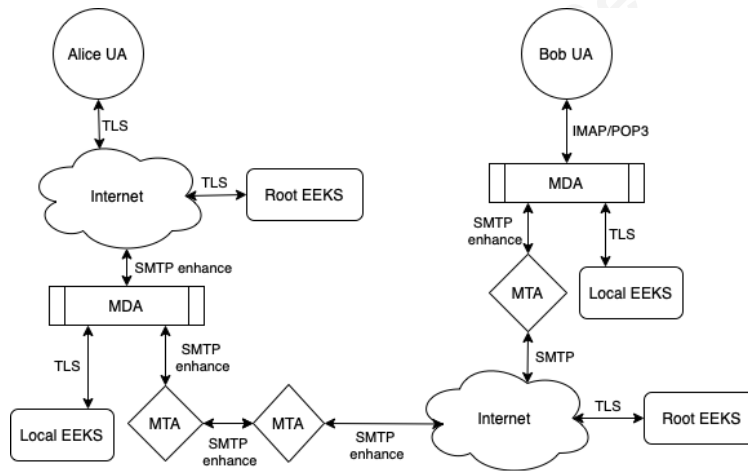 Alice UA
TLS
Internet
TLS
Root EEKS
SMTP enhance
MDA
TLS
SMTP
enhance
Local EEKS
MTA
SMTP
enhance
MTA
SMTP
enhance
Bob UA
IMAP/POP3
MDA
SMTP
enhance
TLS
MTA
Local EEKS
SMTP
Internet
TLS
Root EEKS